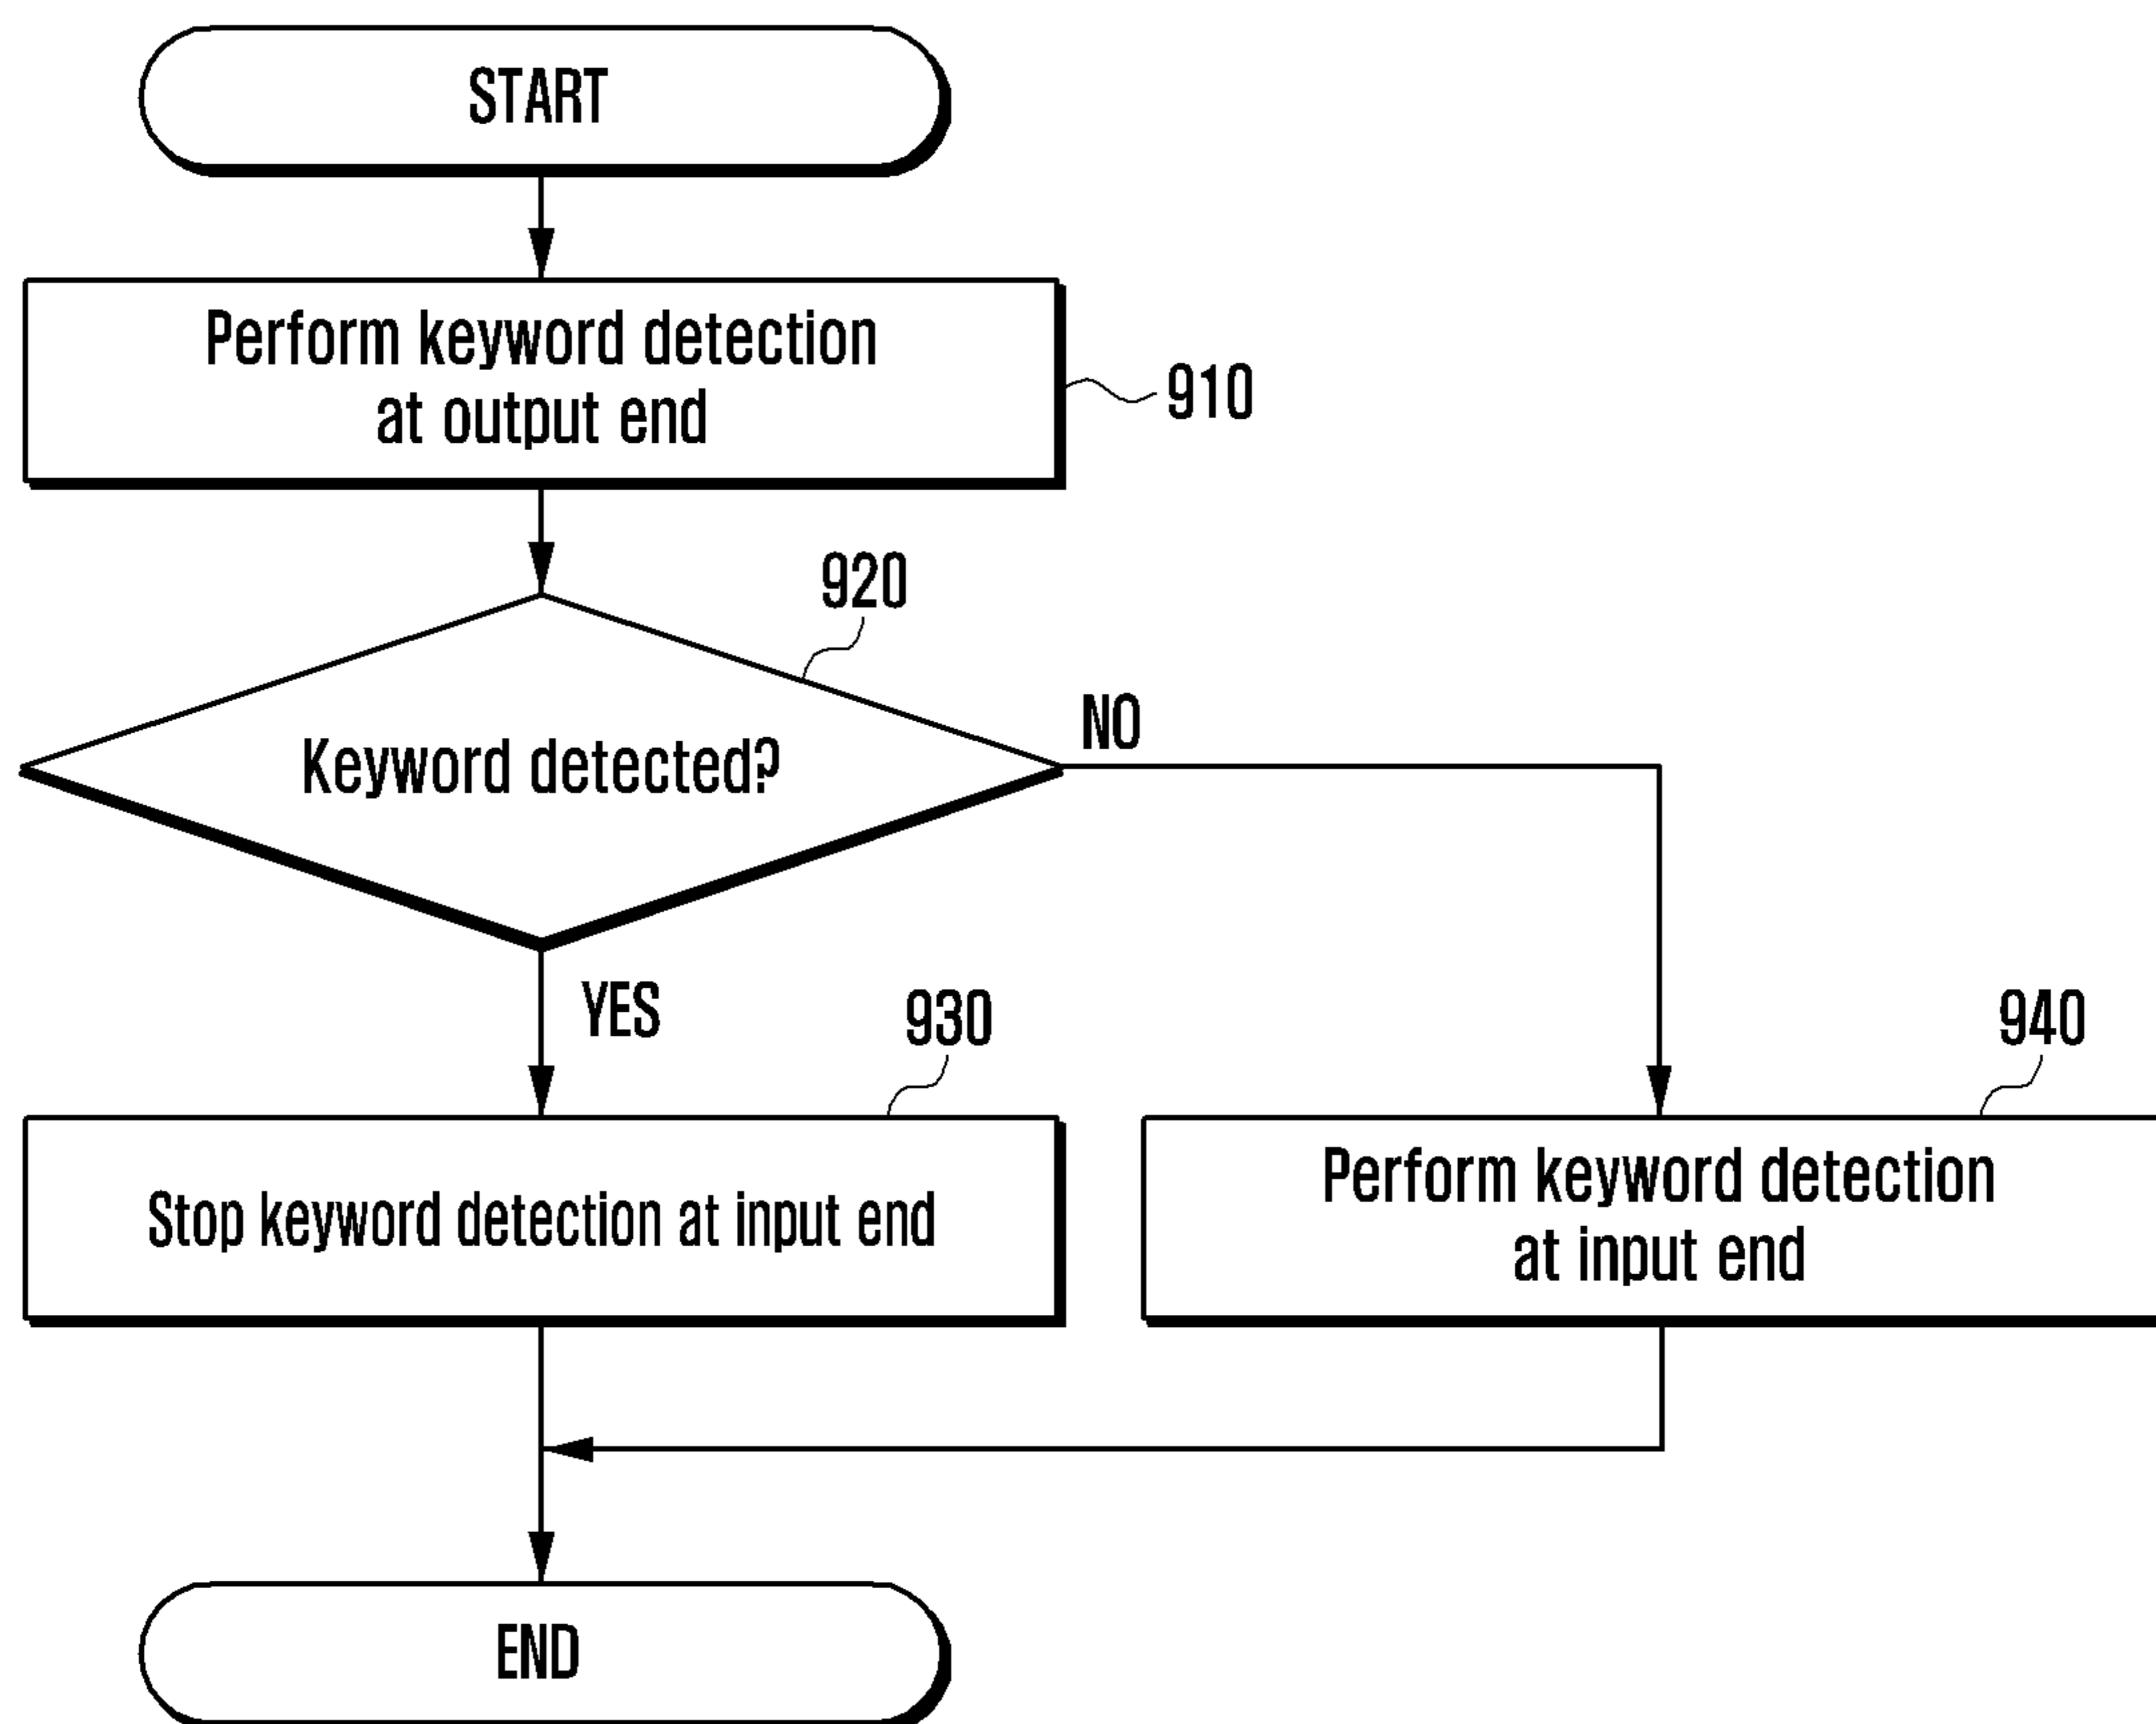 START
Perform keyword detection
at output end
910
920
Keyword detected?
NO
YES
930
940
Stop keyword detection at input end
Perform keyword detection
at input end
END